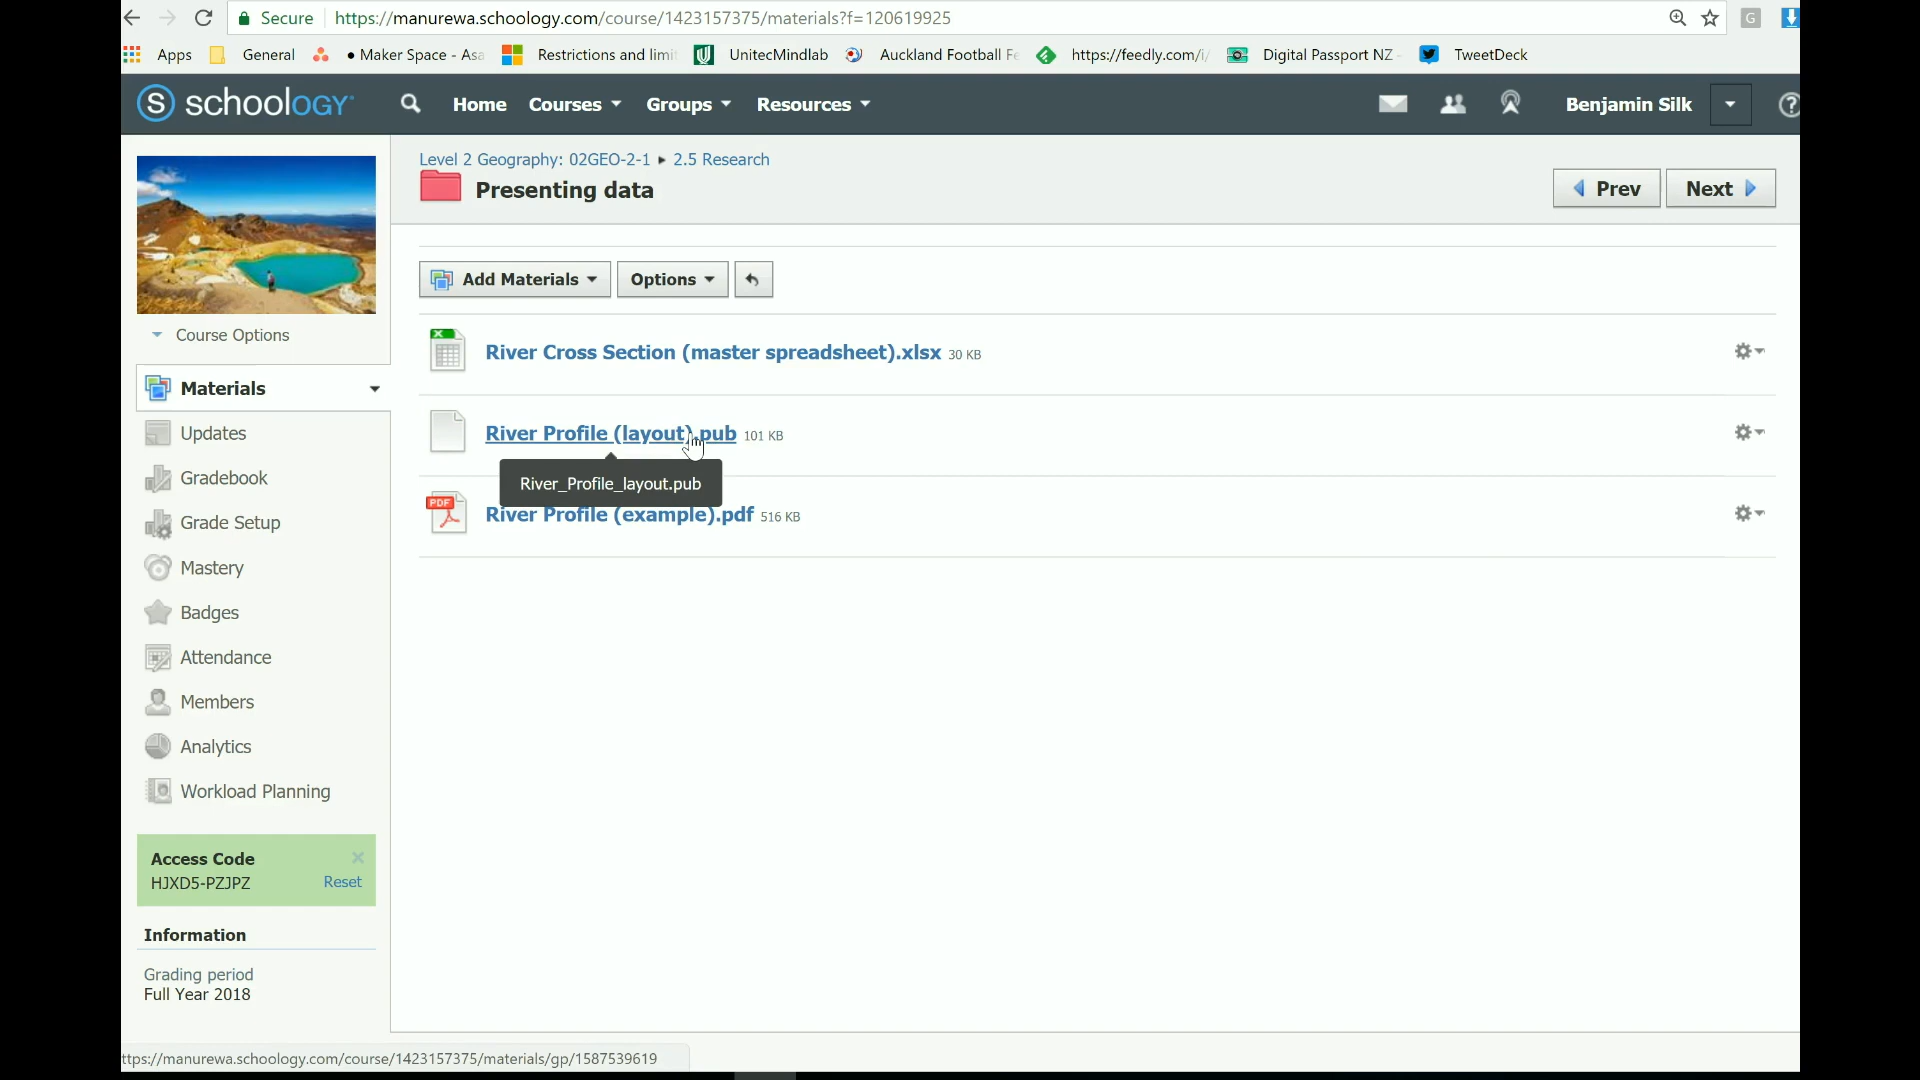 Secure https://manurewa.schoology.com/course/1423157375/materials?f=120619925
Apps General • Maker Space - Asa Restrictions and limi UnitecMindlab Auckland Football Fe https://feedly.com/i/ Digital Passport NZ - TweetDeck
S schoology Home Courses Groups Resources Benjamin Silk ?
Level 2 Geography: 02GEO-2-1 ▸ 2.5 Research
Presenting data
Prev Next
Add Materials Options
Course Options
River Cross Section (master spreadsheet).xlsx 30 KB
Materials
Updates
River Profile (layout).pub 101 KB
River_Profile_layout.pub
PDF River Profile (example).pdf 516 KB
Gradebook
Grade Setup
Mastery
Badges
Attendance
Members
Analytics
Workload Planning
Access Code
HJXD5-PZJPZ Reset
Information
Grading period
Full Year 2018
ttps://manurewa.schoology.com/course/1423157375/materials/gp/1587539619